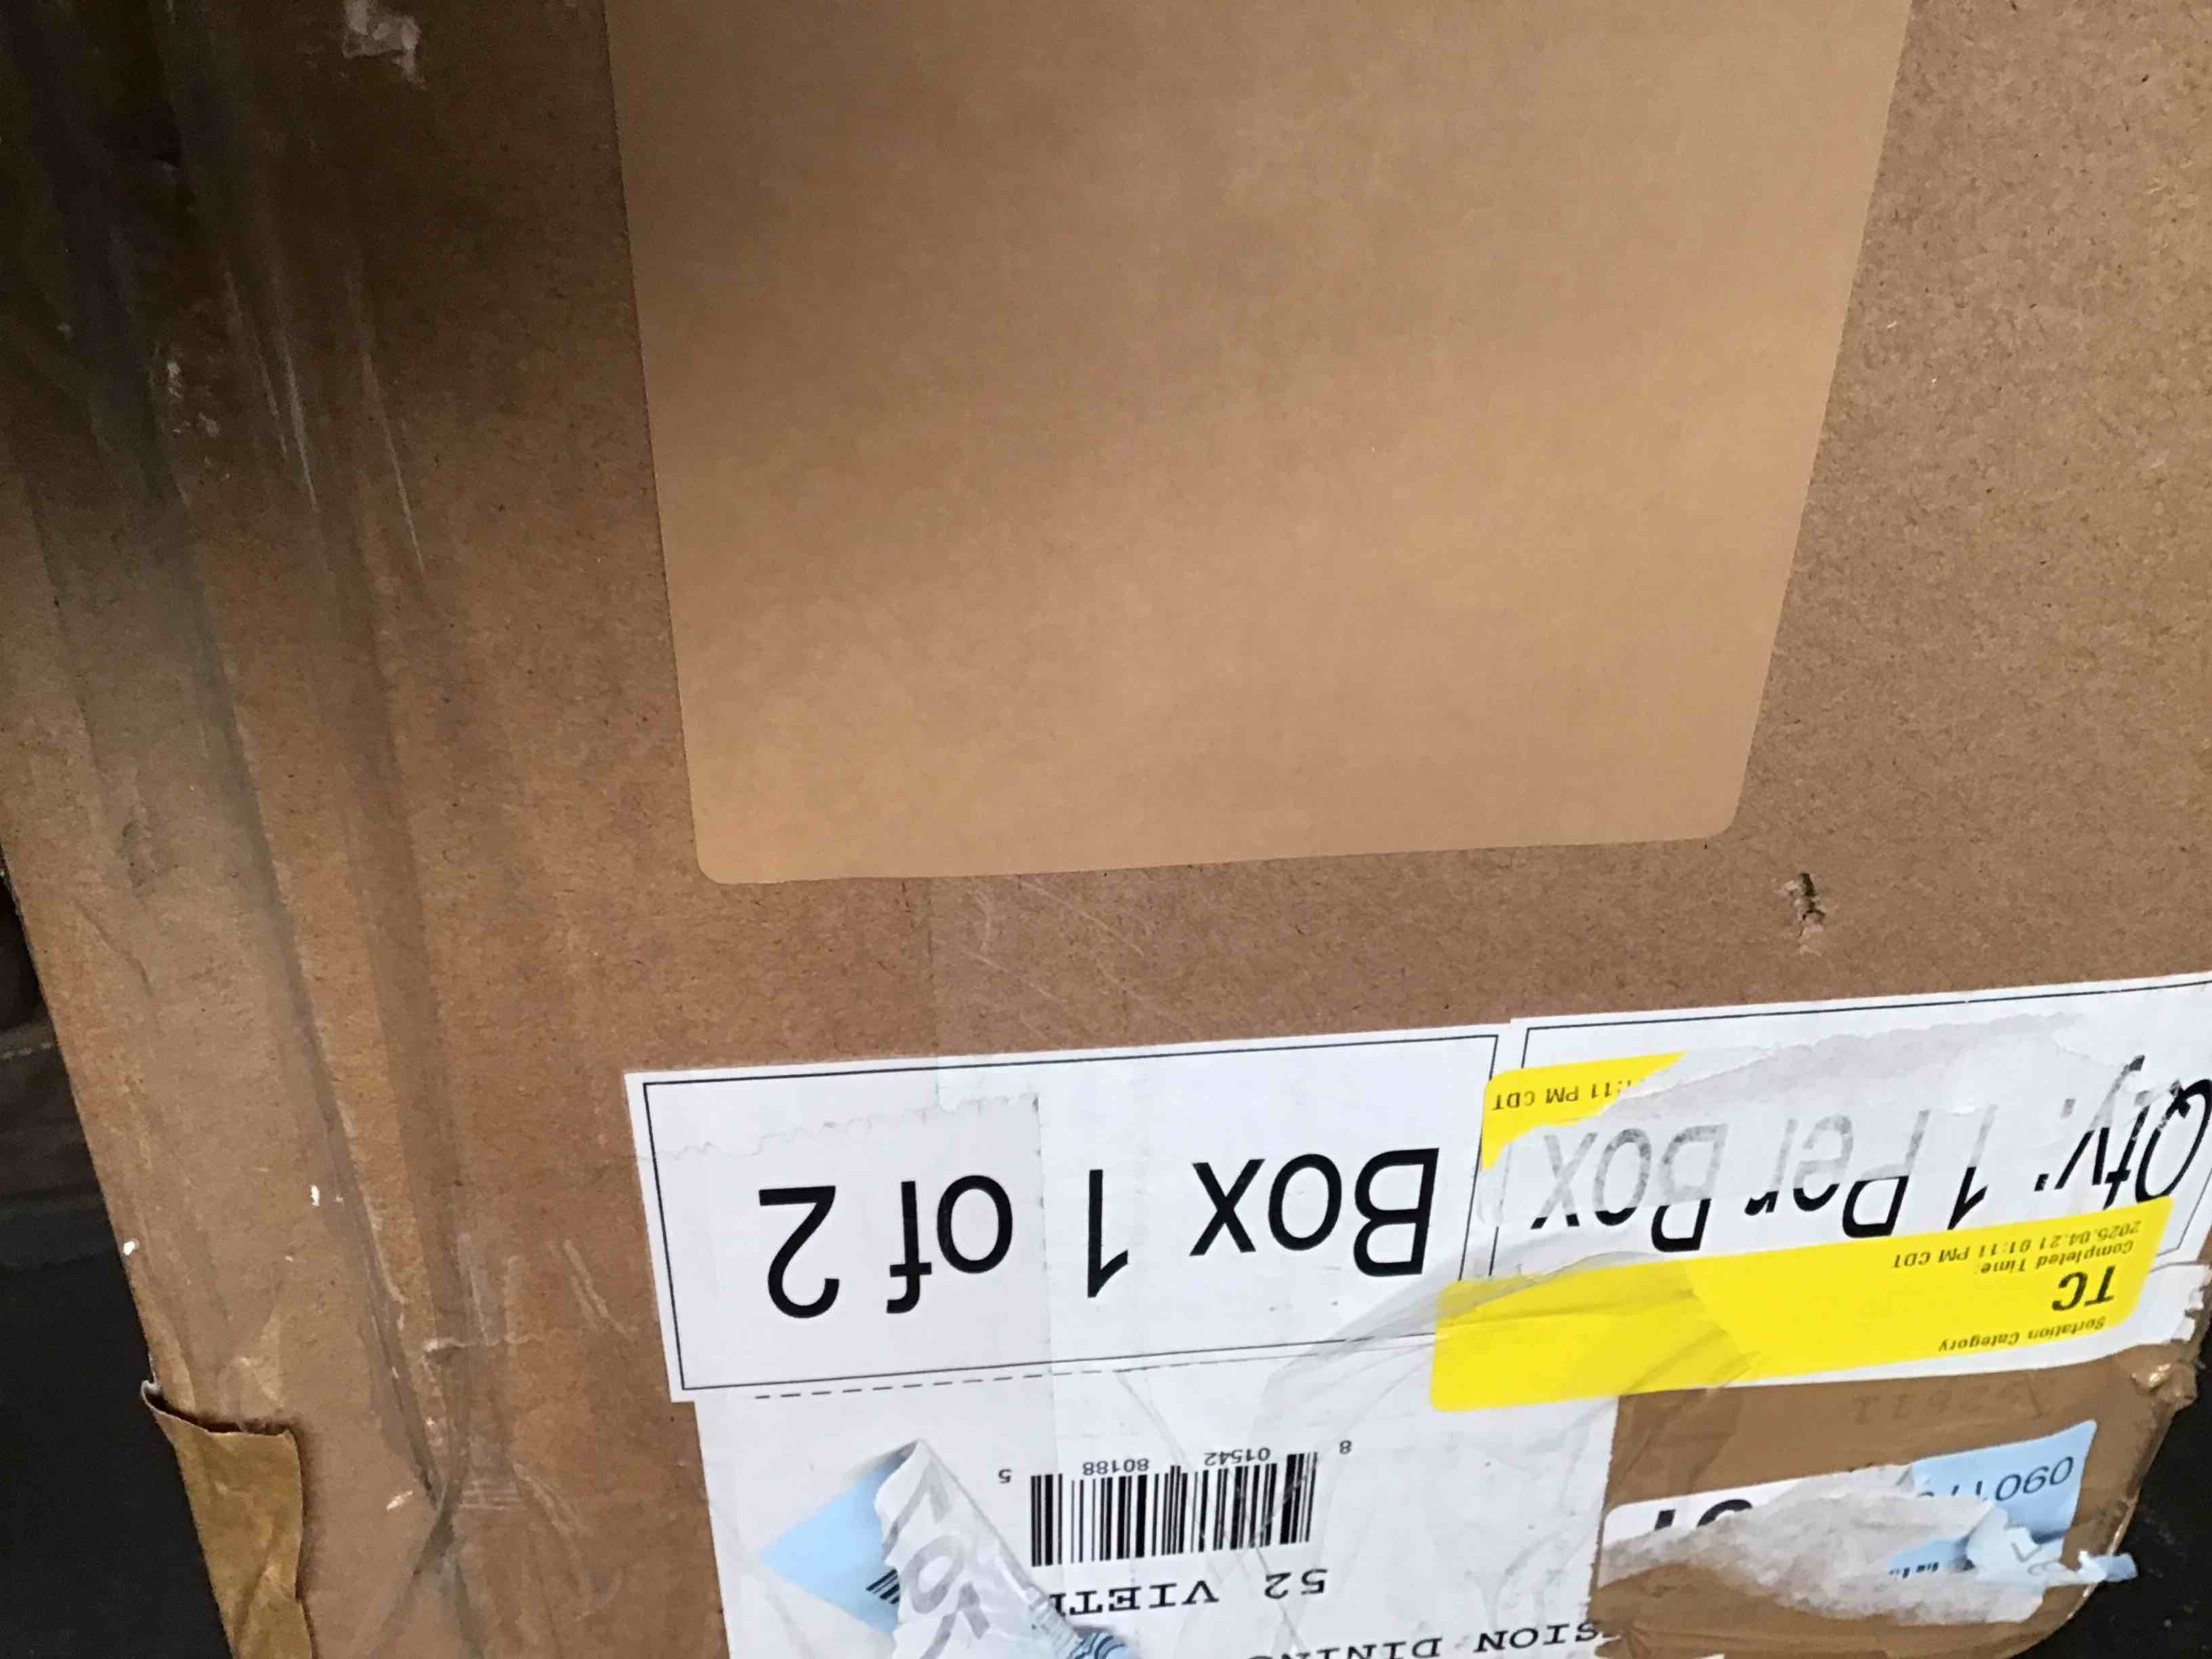 SION DINING
52 VIET
8 01542 80188 5
09017
Sortation Category
TC
Completed Time:
2025.04.21 01:11 PM CDT
:11 PM CDT
Box 1 of 2
Qty: 1 Per Box